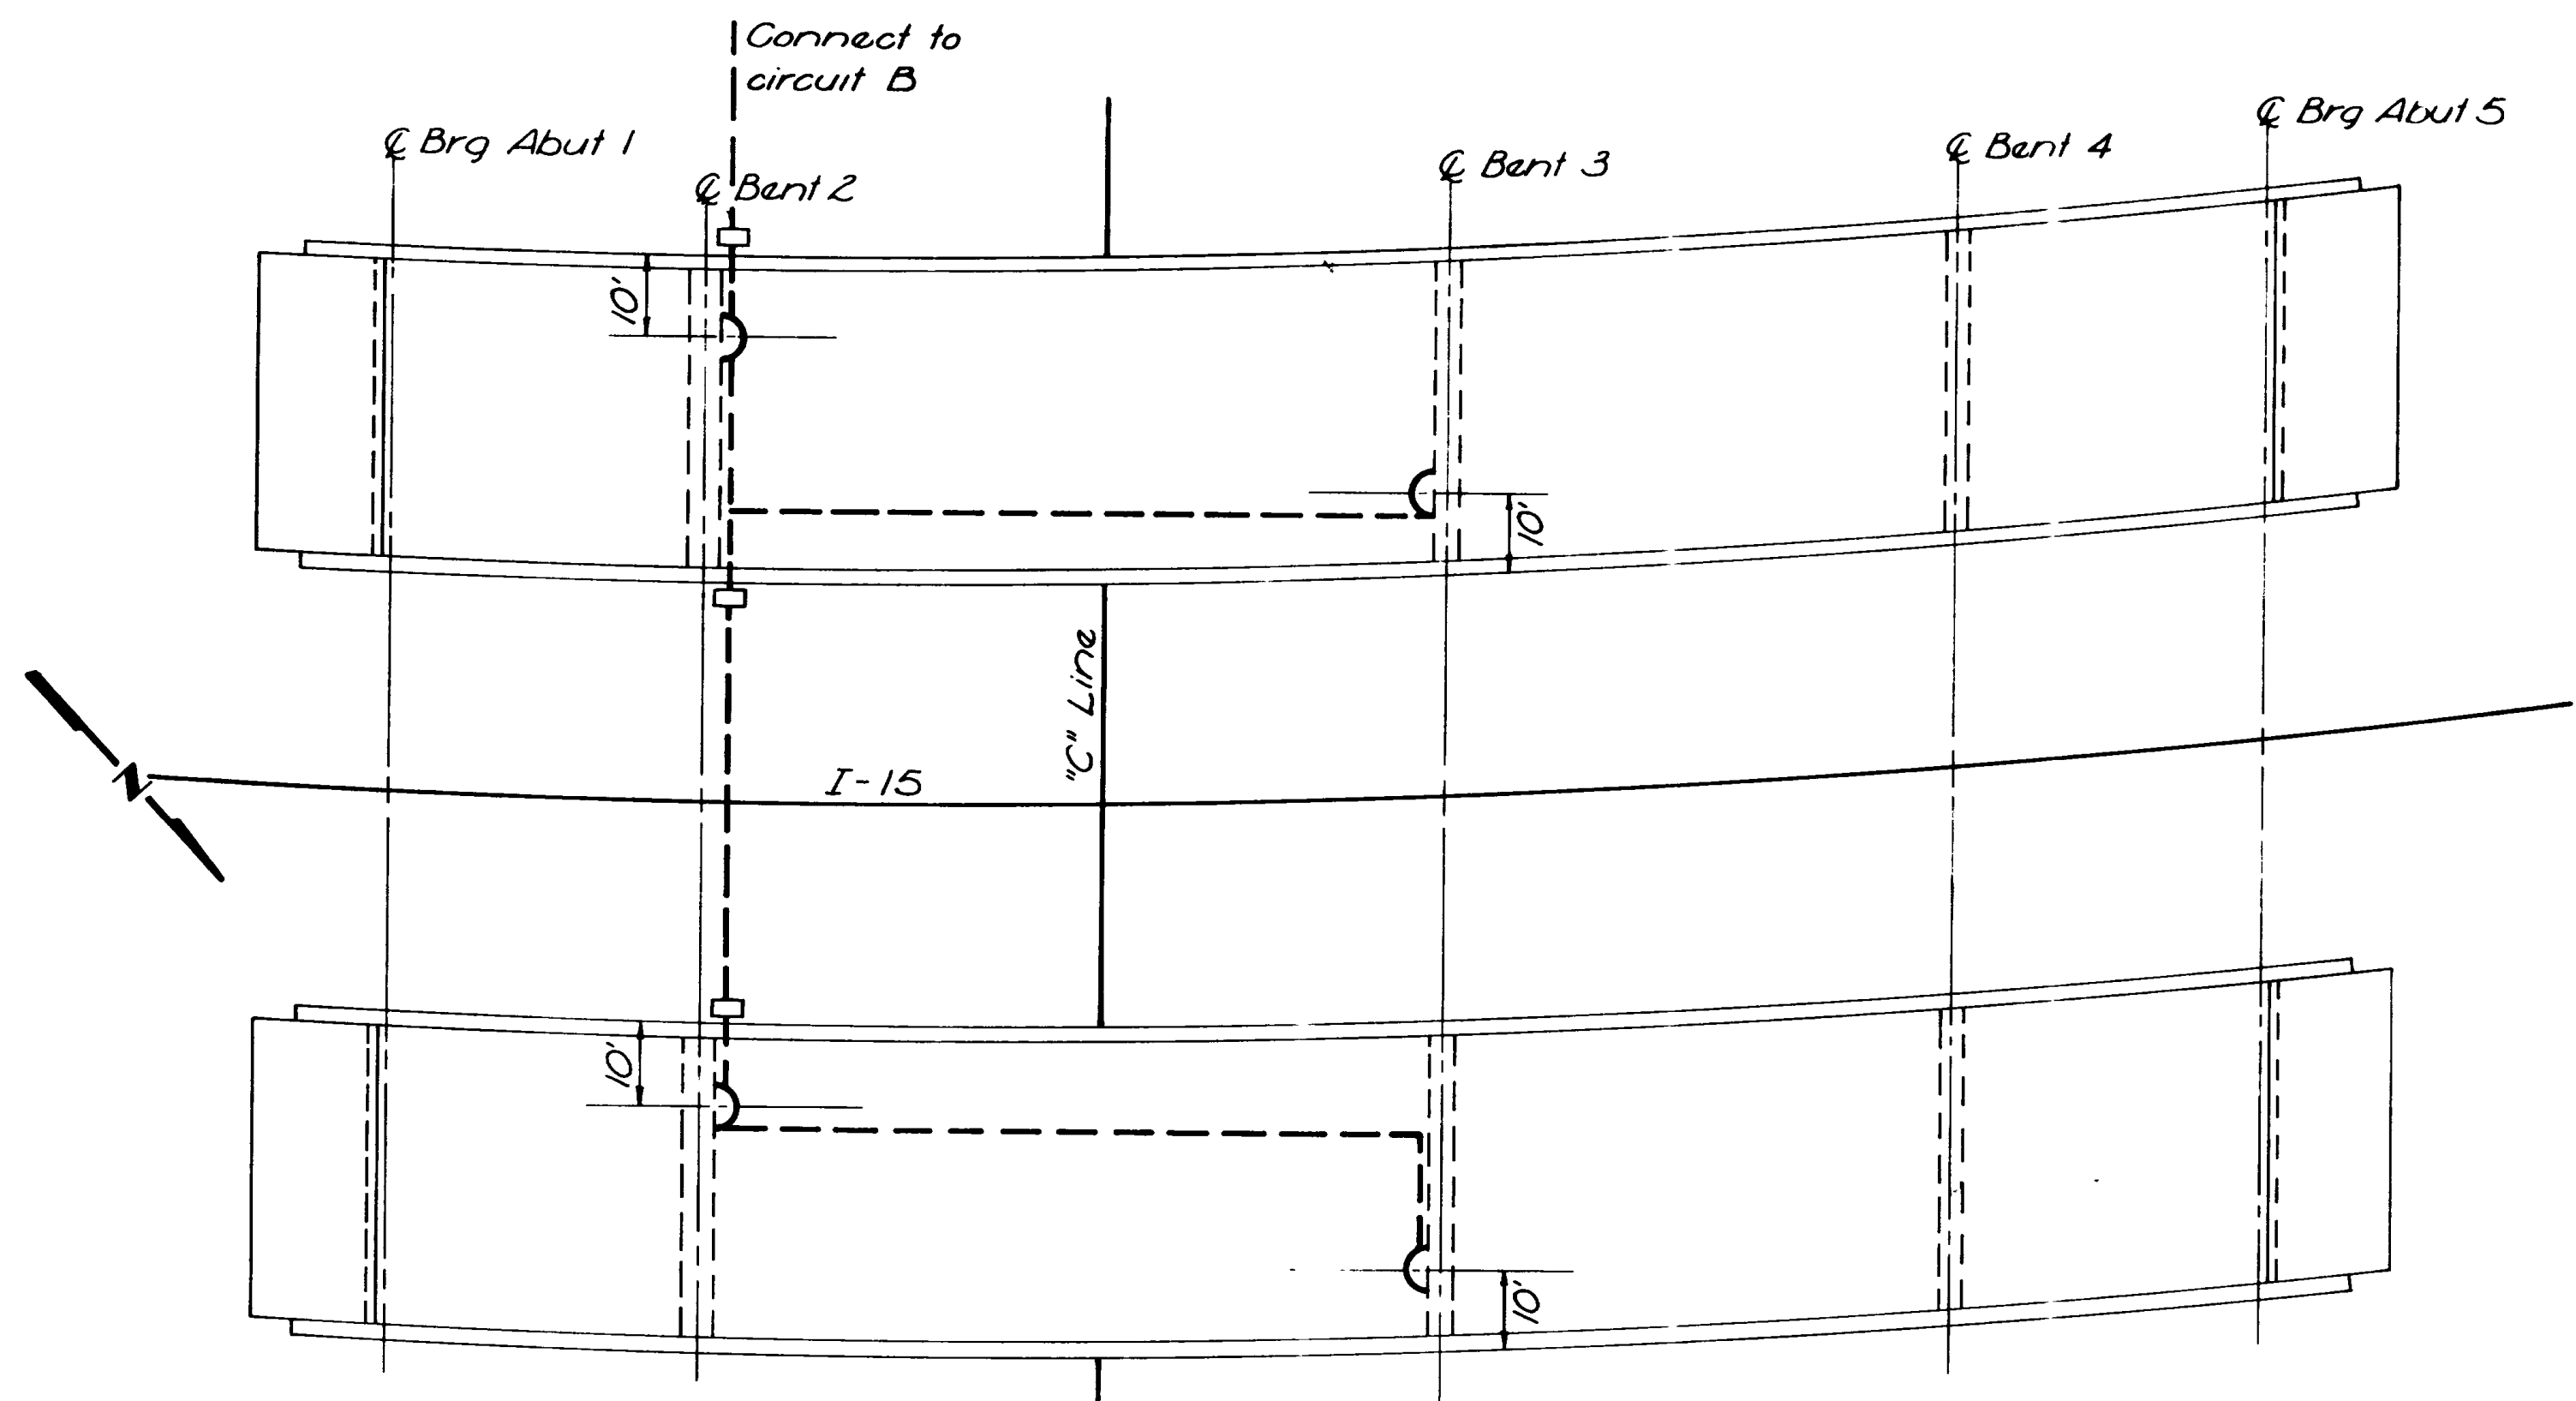 Connect to
circuit B
℄ Brg Abut 1
℄ Bent 2
℄ Bent 3
℄ Bent 4
℄ Brg Abut 5
10'
10'
"C" Line
N
I-15
10'
10'